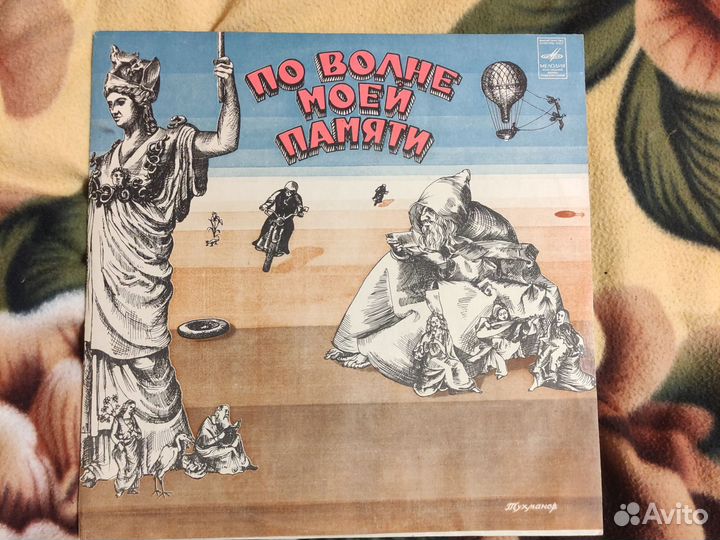 ПО ВОЛНЕ
МОЕЙ
ПАМЯТИ
МЕЛОДИЯ
Тухманов
Avito